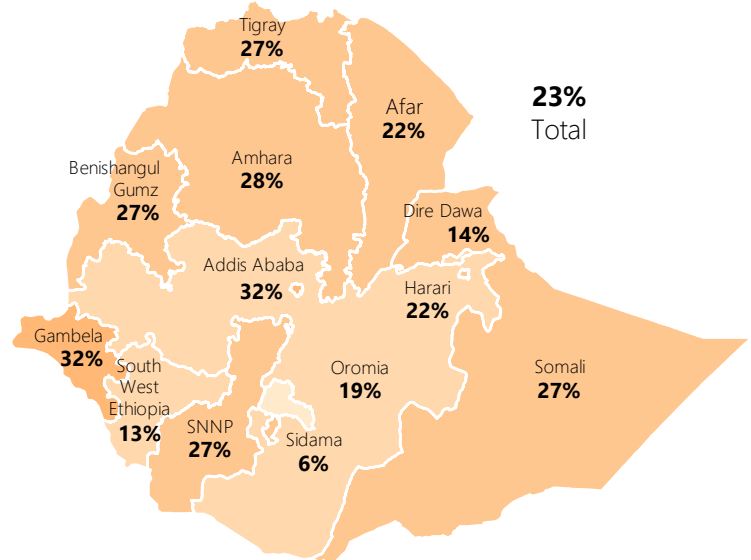 Tigray
27%
Afar
22%
23%
Total
Amhara
28%
Benishangul
Gumz
27%
Dire Dawa
14%
Addis Ababa
32%
Harari
22%
Gambela
32%
South
West
Ethiopia
13%
Oromia
19%
Somali
27%
SNNP
27%
Sidama
6%